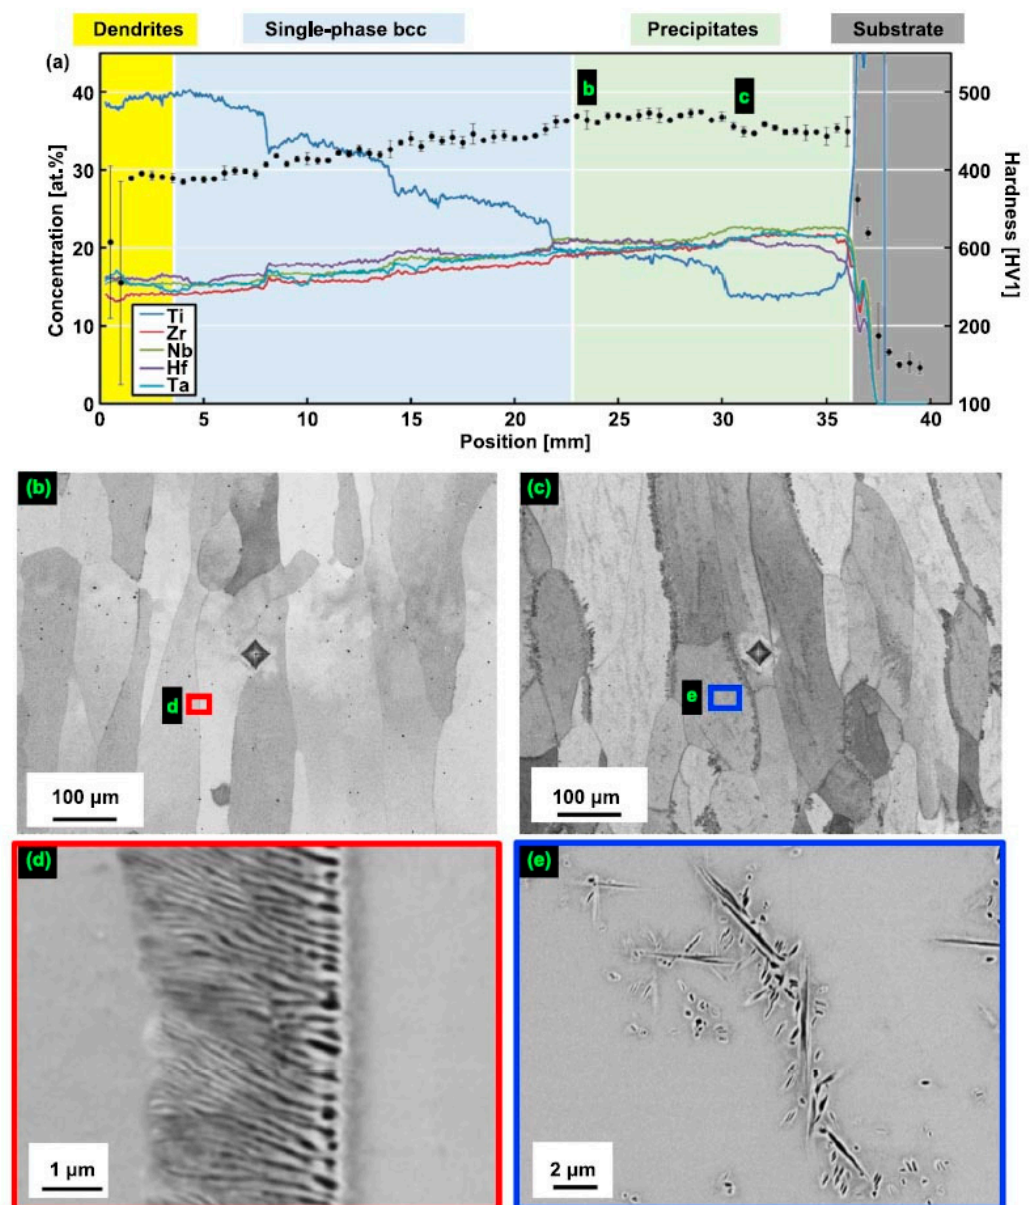 Dendrites Single-phase bcc Precipitates Substrate
(a)
b
c
40
30
20
10
0
Concentration [at.%]
500
400
600
200
100
Hardness [HV1]
Ti
Zr
Nb
Hf
Ta
0 5 10 15 20 25 30 35 40
Position [mm]
(b)
d
100 µm
(c)
e
100 µm
(d)
1 µm
(e)
2 µm